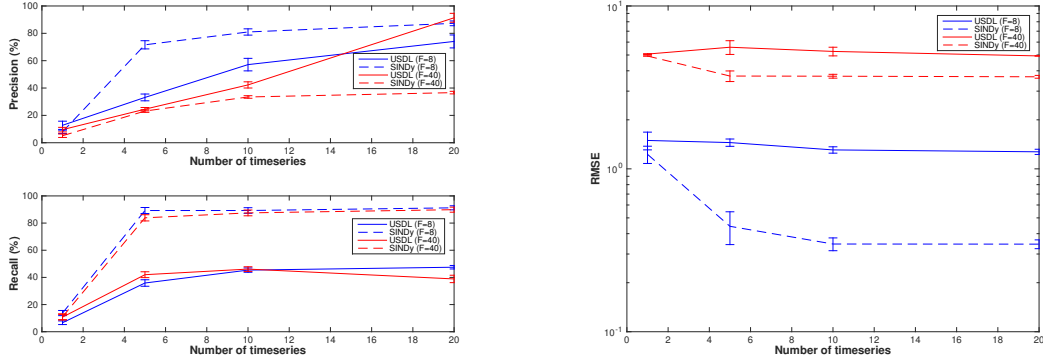 Precision (%)
100
80
60
40
20
0
0 2 4 6 8 10 12 14 16 18 20
Number of timeseries
USDL (F=8)
SINDy (F=8)
USDL (F=40)
SINDy (F=40)
Recall (%)
100
80
60
40
20
0
0 2 4 6 8 10 12 14 16 18 20
Number of timeseries
USDL (F=8)
SINDy (F=8)
USDL (F=40)
SINDy (F=40)
RMSE
10^1
10^0
10^-1
0 2 4 6 8 10 12 14 16 18 20
Number of timeseries
USDL (F=8)
SINDy (F=8)
USDL (F=40)
SINDy (F=40)